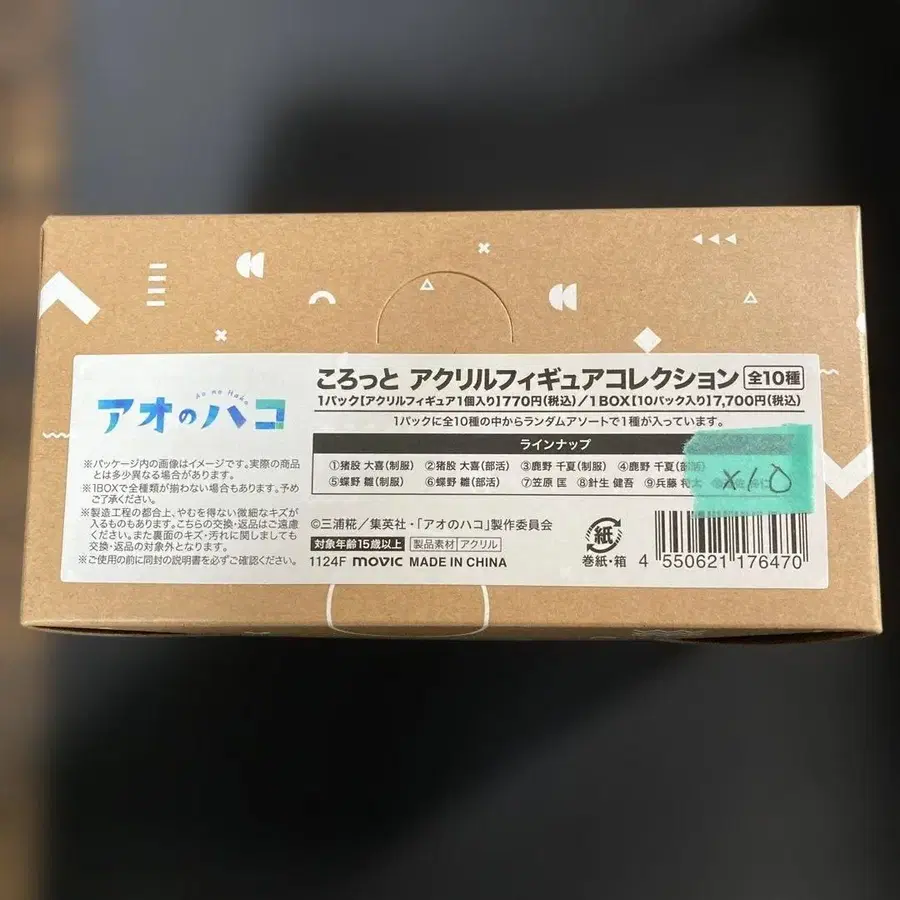 Ao no Hako
アオのハコ
ころっと アクリルフィギュアコレクション 全10種
1パック【アクリルフィギュア1個入り】770円(税込)/1BOX【10パック入り】7,700円(税込)
1パックに全10種の中からランダムアソートで1種が入っています。
ラインナップ
①猪股 大喜(制服) ②猪股 大喜(部活) ③鹿野 千夏(制服) ④鹿野 千夏(部活)
⑤蝶野 雛(制服) ⑥蝶野 雛(部活) ⑦笠原 匡 ⑧針生 健吾 ⑨兵藤 将太
×10
※パッケージ内の画像はイメージです。実際の商品
とは多少異なる場合があります。
※1BOXで全種類が揃わない場合もあります。予め
ご了承ください。
※製造工程の都合上、やむを得ない微細なキズが
入るものもあります。こちらの交換・返品はご遠慮
ください。また裏面のキズ・汚れに関しましても
交換・返品の対象外となります。
※ご使用の前に同封の説明書を必ずご確認ください。
©三浦糀/集英社・「アオのハコ」製作委員会
対象年齢15歳以上 製品素材 アクリル
1124F movic MADE IN CHINA
紙
巻紙・箱
4 550621 176470